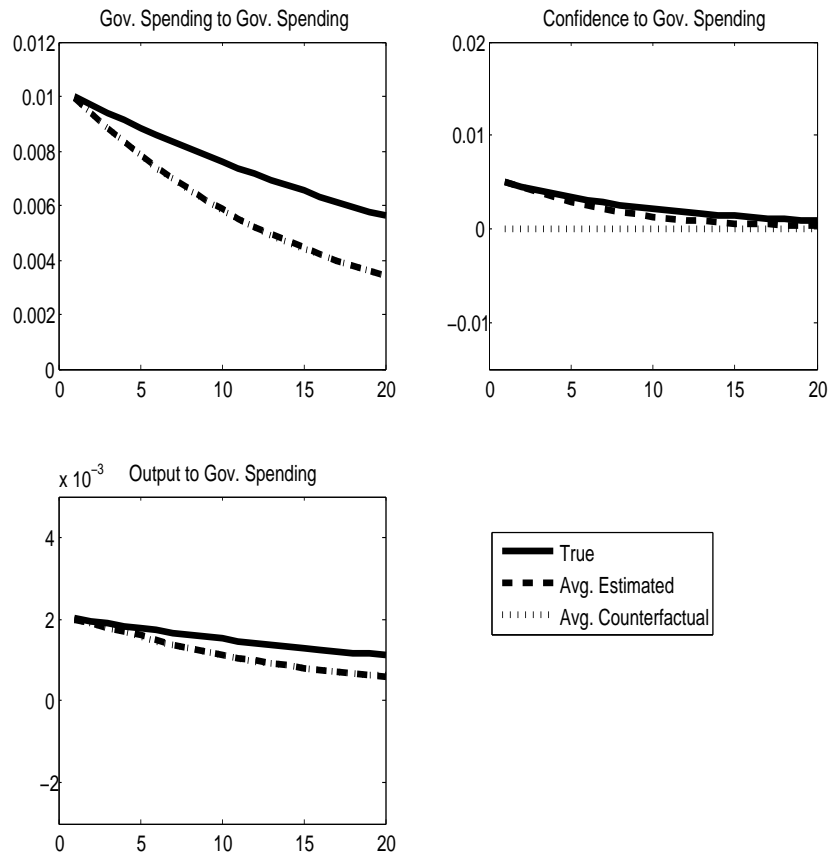 Gov. Spending to Gov. Spending
0.012
0.01
0.008
0.006
0.004
0.002
0
0 5 10 15 20
Confidence to Gov. Spending
0.02
0.01
0
−0.01
0 5 10 15 20
x 10−3 Output to Gov. Spending
4
2
0
−2
0 5 10 15 20
True
Avg. Estimated
Avg. Counterfactual